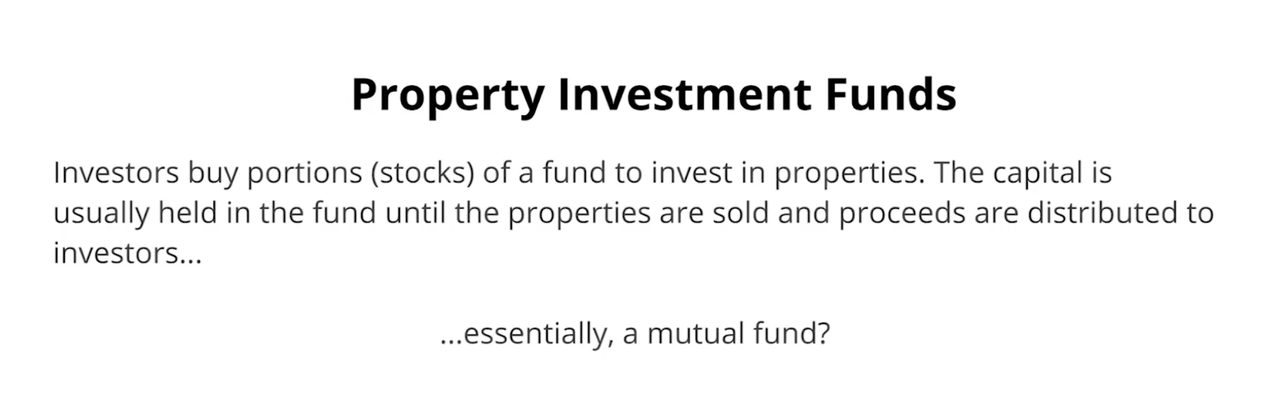 Property Investment Funds
Investors buy portions (stocks) of a fund to invest in properties. The capital is
usually held in the fund until the properties are sold and proceeds are distributed to
investors...
...essentially, a mutual fund?